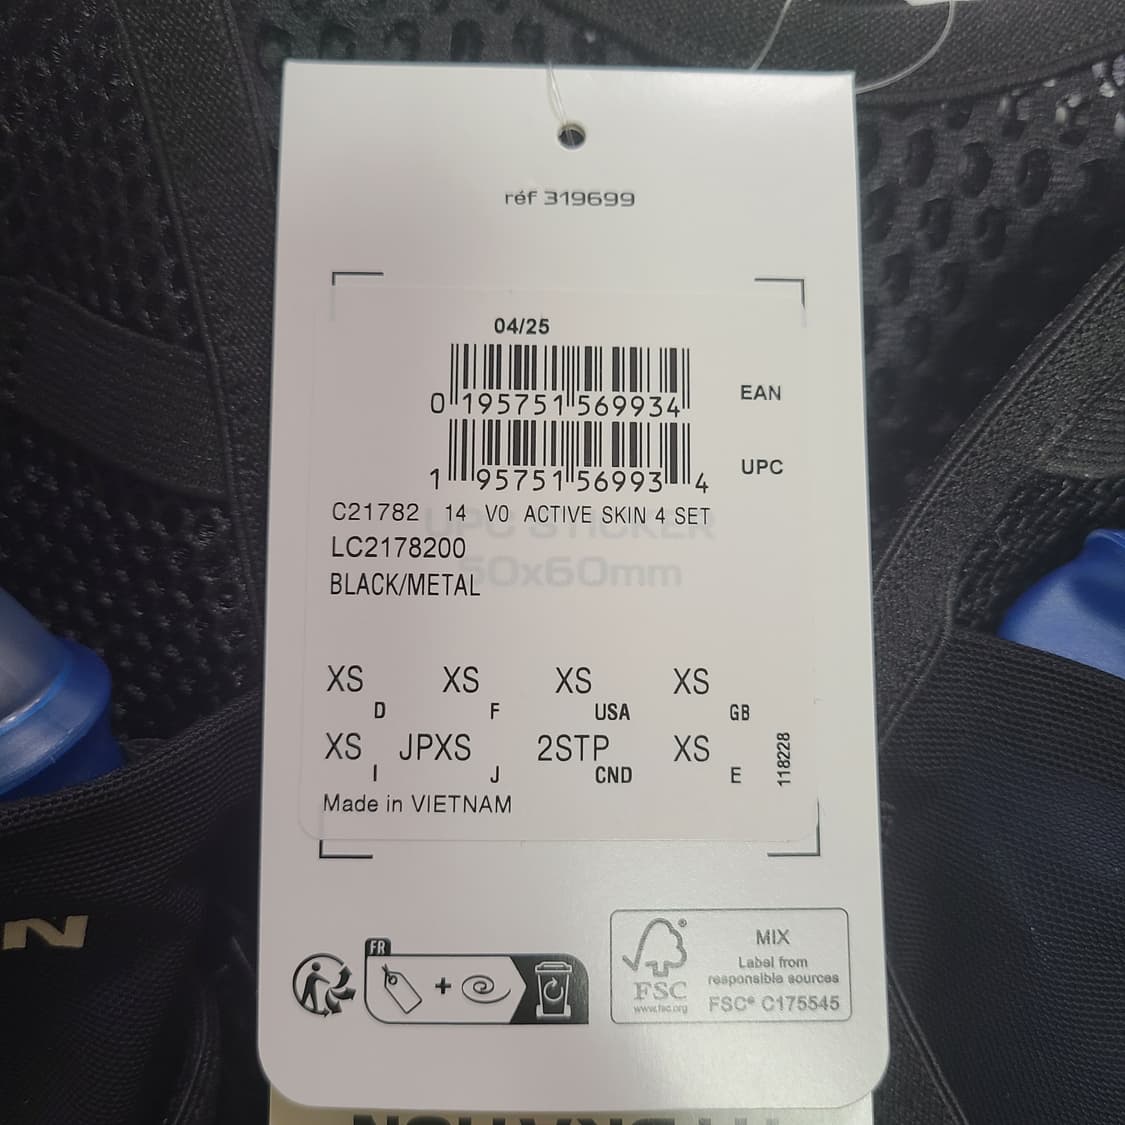 réf 319699
04/25
0 195751 569934
EAN
1 95751 56993 4
UPC
C21782 14 V0 ACTIVE SKIN 4 SET
UPC STICKER
LC2178200
50x60mm
BLACK/METAL
XS D XS F XS USA XS GB
XS I JPXS J 2STP CND XS E
118228
Made in VIETNAM
N
FR
MIX
Label from
responsible sources
FSC
www.fsc.org
FSC® C175545